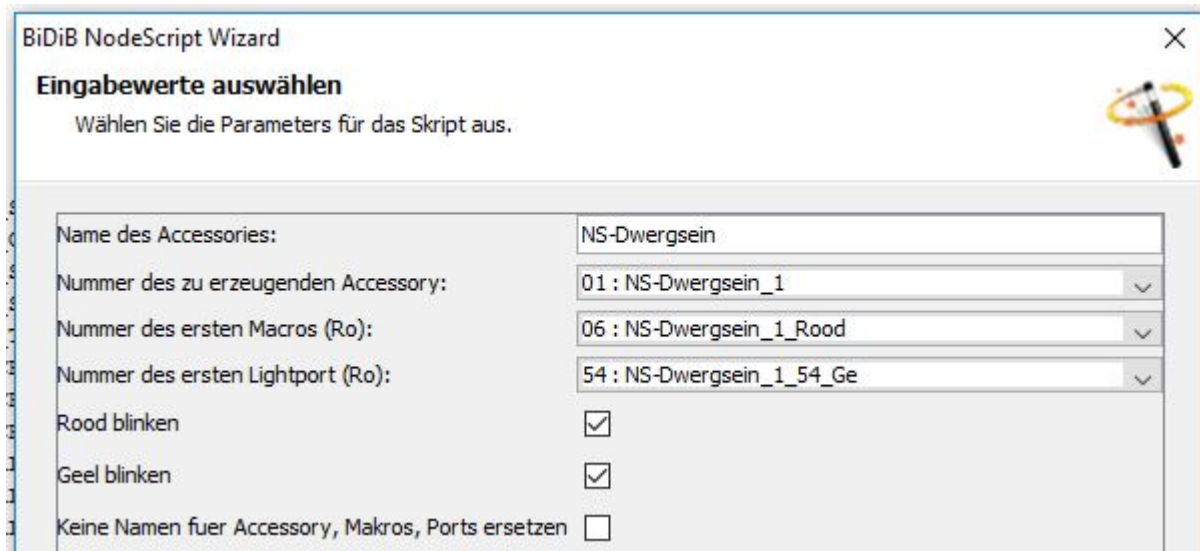 BiDiB NodeScript Wizard
Eingabewerte auswählen
Wählen Sie die Parameters für das Skript aus.
Name des Accessories: NS-Dwergsein
Nummer des zu erzeugenden Accessory: 01 : NS-Dwergsein_1
Nummer des ersten Macros (Ro): 06 : NS-Dwergsein_1_Rood
Nummer des ersten Lightport (Ro): 54 : NS-Dwergsein_1_54_Ge
Rood blinken
Geel blinken
Keine Namen fuer Accessory, Makros, Ports ersetzen